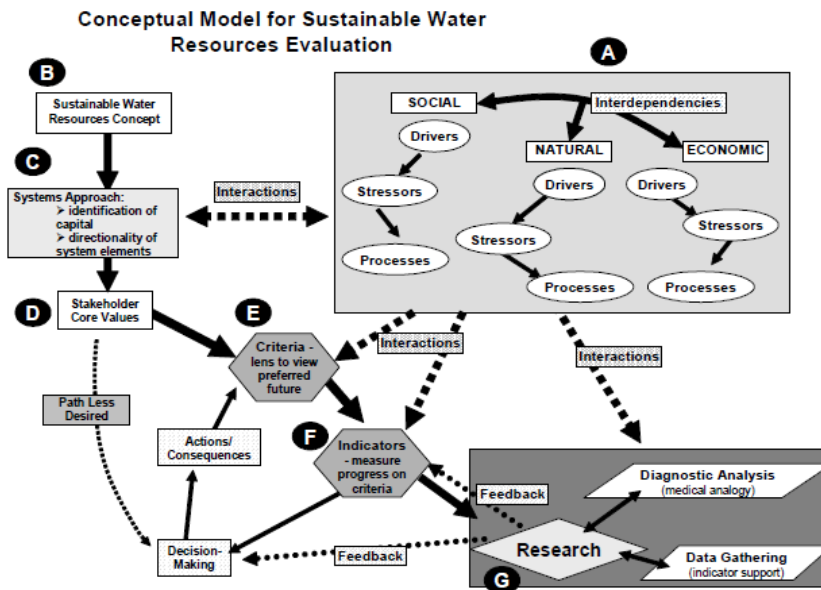 Conceptual Model for Sustainable Water
Resources Evaluation
A
B
SOCIAL
Interdependencies
Sustainable Water
Resources Concept
Drivers
NATURAL
ECONOMIC
C
Systems Approach:
➢ identification of
capital
➢ directionality of
system elements
Interactions
Stressors
Drivers
Drivers
Stressors
Stressors
Processes
Processes
Processes
D
Stakeholder
Core Values
E
Criteria -
lens to view
preferred
future
Interactions
Interactions
Path Less
Desired
Actions/
Consequences
F
Indicators
- measure
progress on
criteria
Feedback
Diagnostic Analysis
(medical analogy)
Research
Decision-
Making
Feedback
Data Gathering
(indicator support)
G